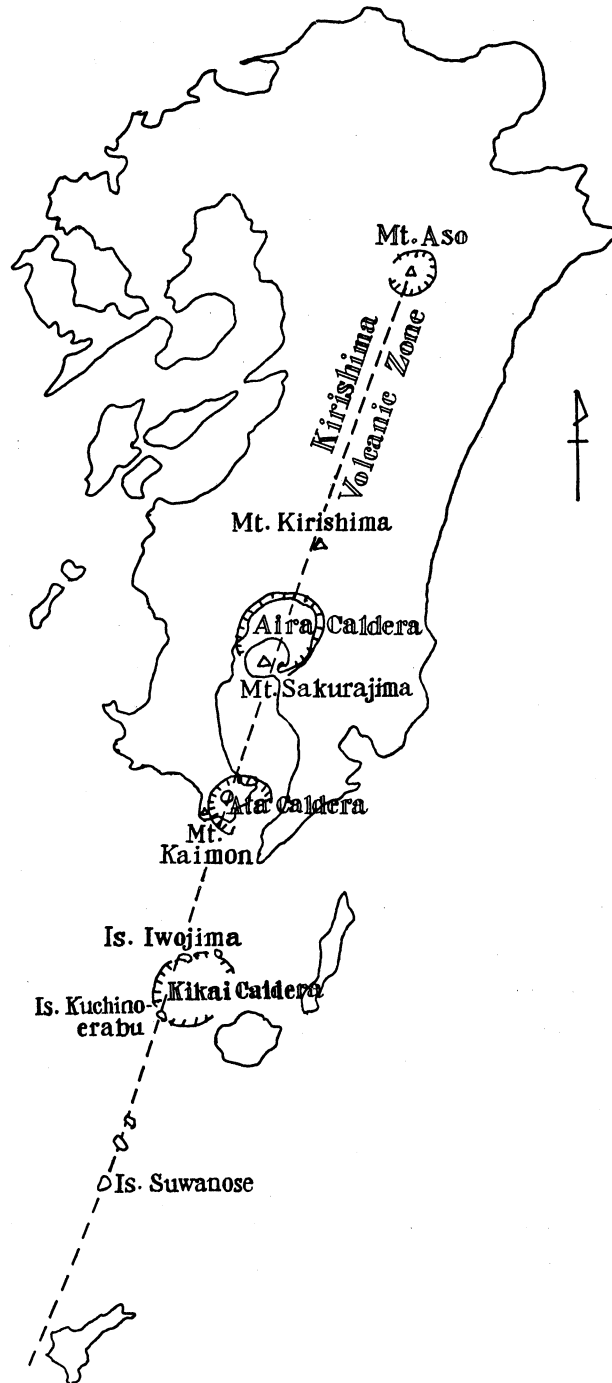 Mt. Aso
Kirishima
Volcanic Zone
Mt. Kirishima
Aira Caldera
Mt. Sakurajima
Ata Caldera
Mt.
Kaimon
Is. Iwojima
Kikai Caldera
Is. Kuchino-
erabu
Is. Suwanose